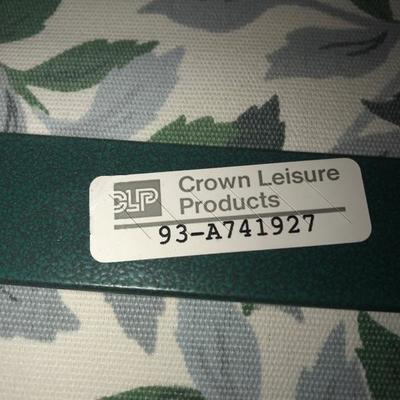 CLP Crown Leisure
Products
93-A741927